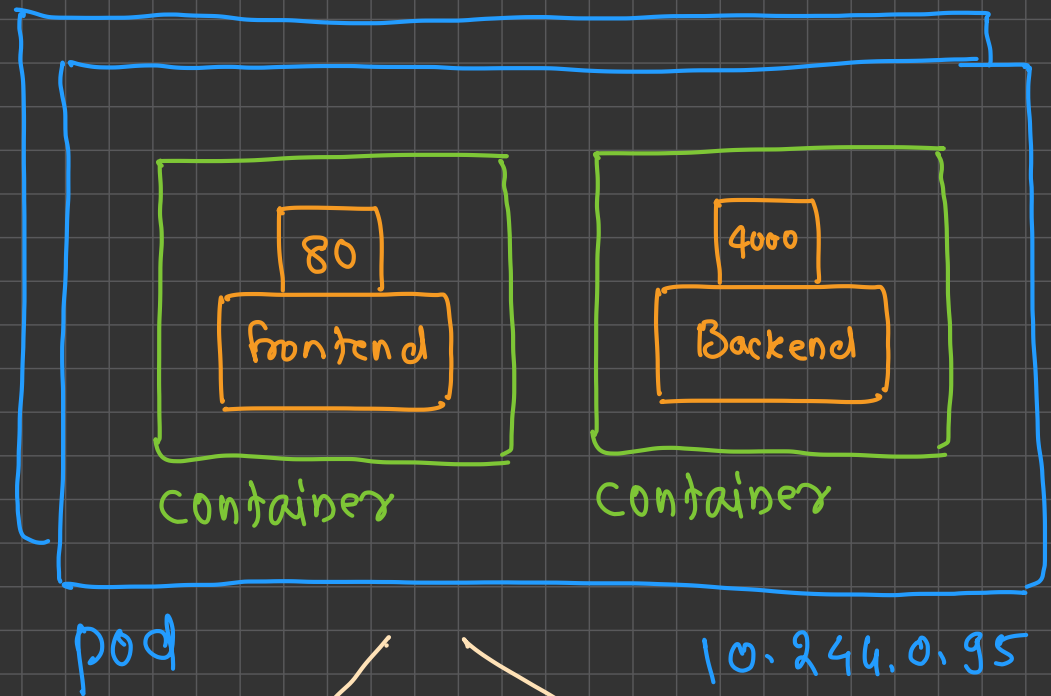 80
4000
frontend
Backend
container
container
pod
10.244.0.95